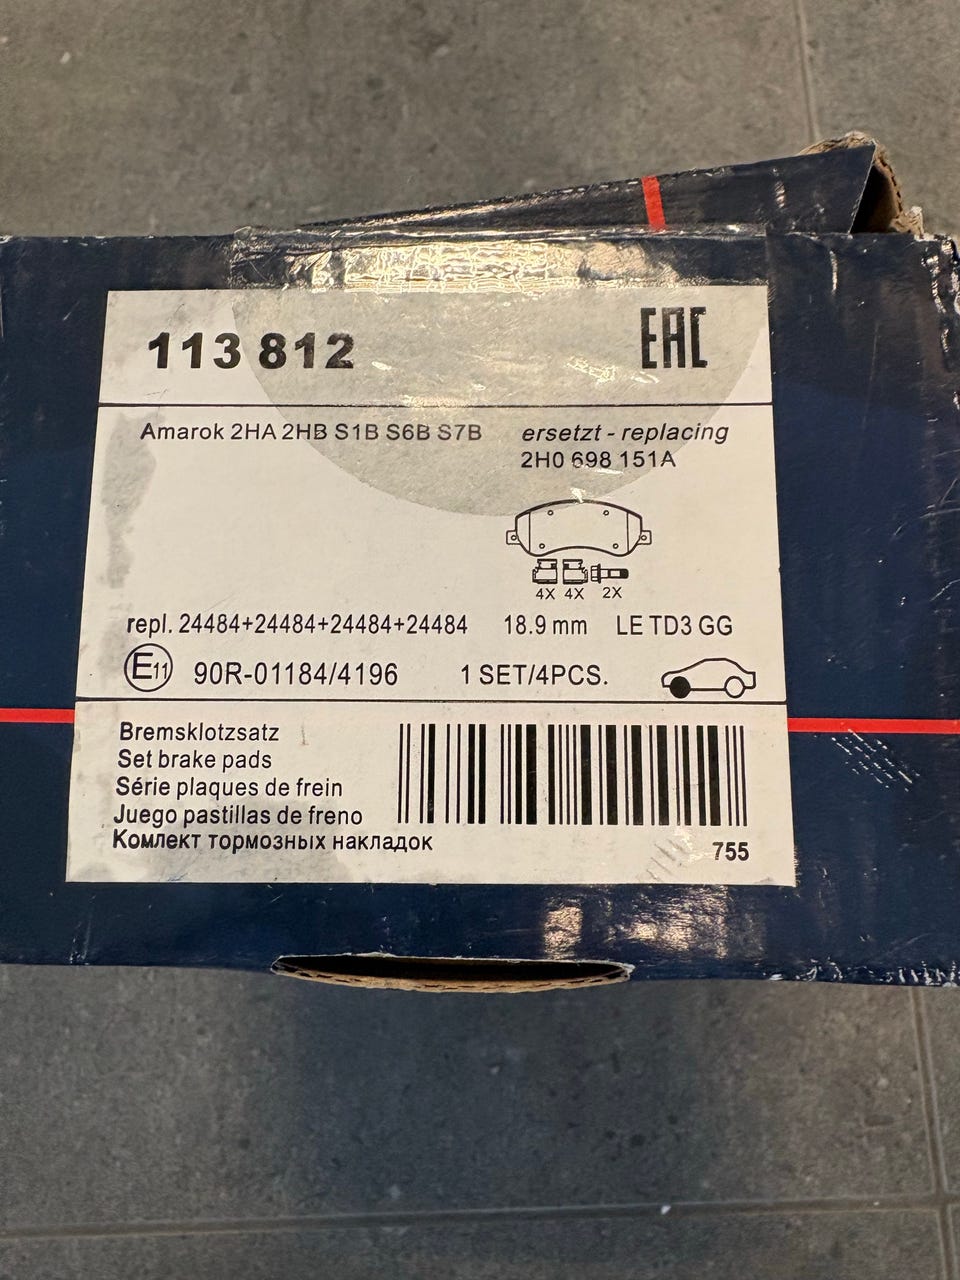 113 812
EAC
Amarok 2HA 2HB S1B S6B S7B
ersetzt - replacing
2H0 698 151A
4X 4X 2X
repl. 24484+24484+24484+24484 18.9 mm LE TD3 GG
E11 90R-01184/4196 1 SET/4PCS.
Bremsklotzsatz
Set brake pads
Série plaques de frein
Juego pastillas de freno
Комлект тормозных накладок
755